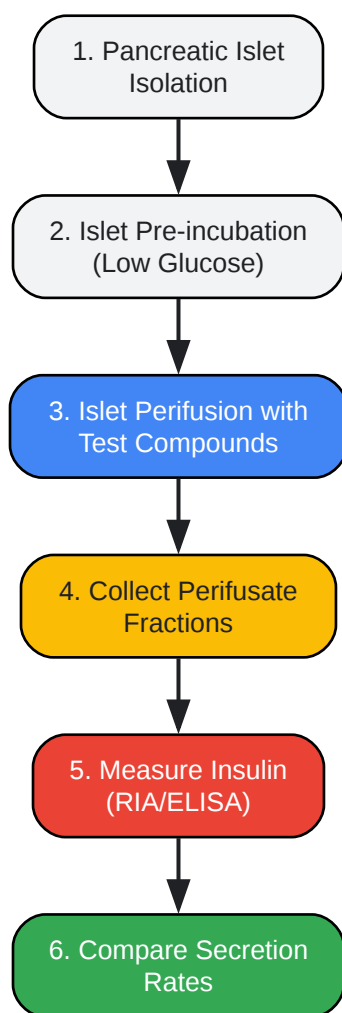 1. Pancreatic Islet
Isolation
2. Islet Pre-incubation
(Low Glucose)
3. Islet Perifusion with
Test Compounds
4. Collect Perifusate
Fractions
5. Measure Insulin
(RIA/ELISA)
6. Compare Secretion
Rates